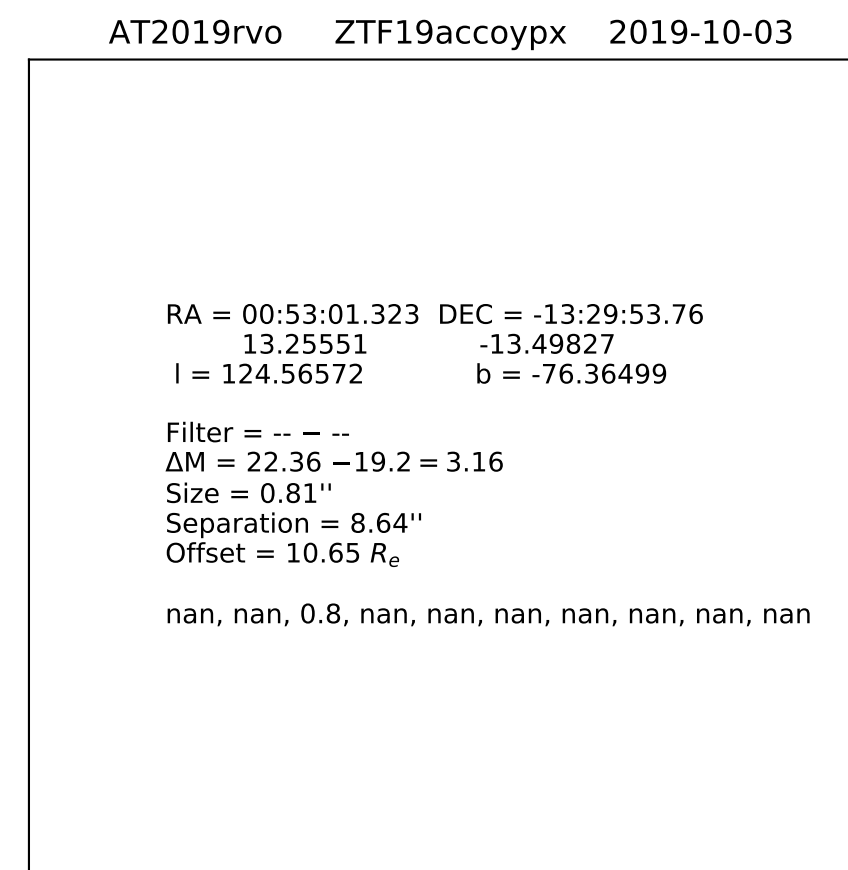 AT2019rvo ZTF19accoypx 2019-10-03
RA = 00:53:01.323 DEC = -13:29:53.76
13.25551 -13.49827
l = 124.56572 b = -76.36499
Filter = -- − --
ΔM = 22.36 −19.2 = 3.16
Size = 0.81''
Separation = 8.64''
Offset = 10.65 Re
nan, nan, 0.8, nan, nan, nan, nan, nan, nan, nan